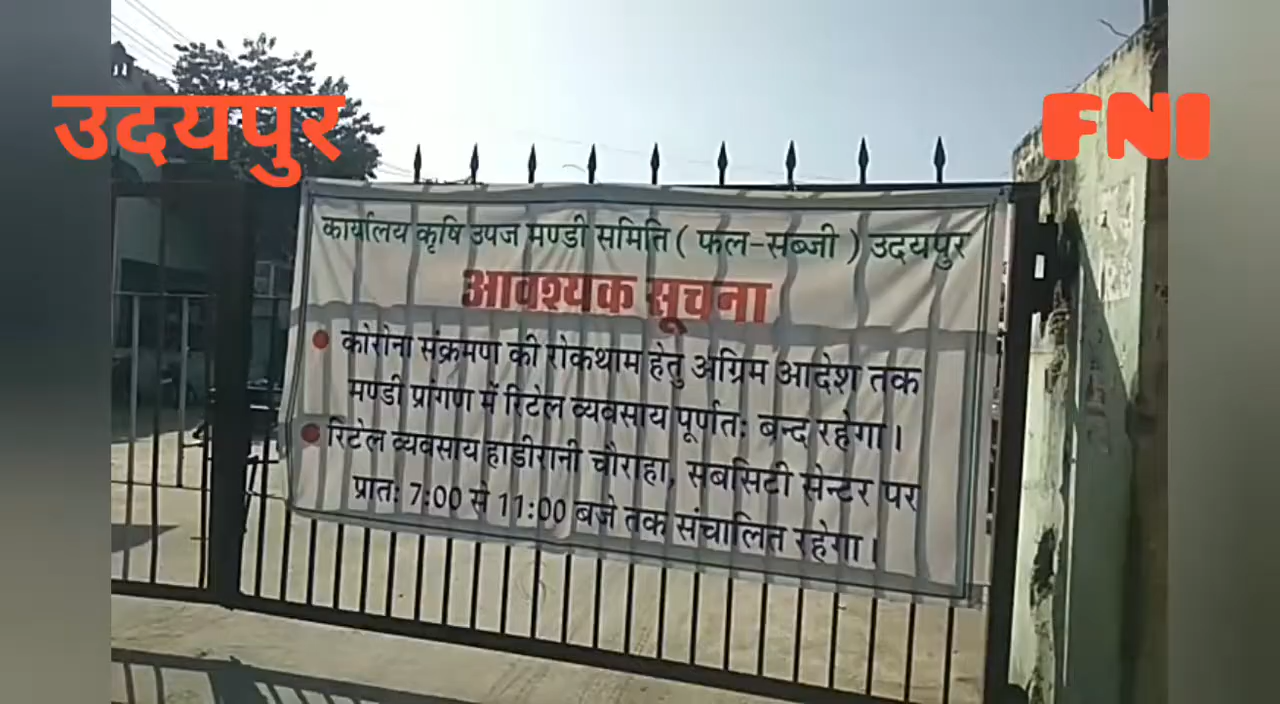 उदयपुर
FNI
कार्यालय कृषि उपज मण्डी समिति ( फल-सब्जी ) उदयपुर
आवश्यक सूचना
कोरोना संक्रमण की रोकथाम हेतु अग्रिम आदेश तक
मण्डी प्रांगण में रिटेल व्यवसाय पूर्णत: बन्द रहेगा।
रिटेल व्यवसाय हाडीरानी चौराहा, सबसिटी सेन्टर पर
प्रात: 7:00 से 11:00 बजे तक संचालित रहेगा।